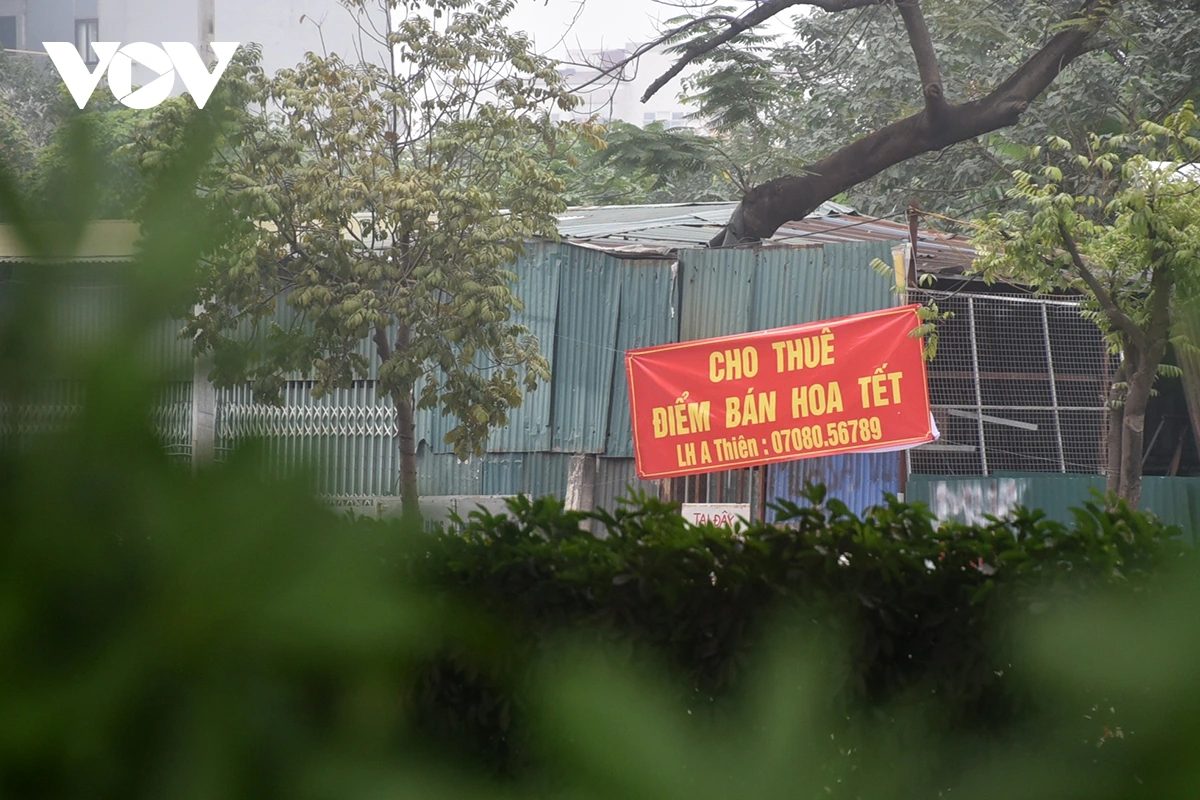 VOV
CHO THUÊ
ĐIỂM BÁN HOA TẾT
LH A Thiên : 07080.56789
TẠI ĐÂY